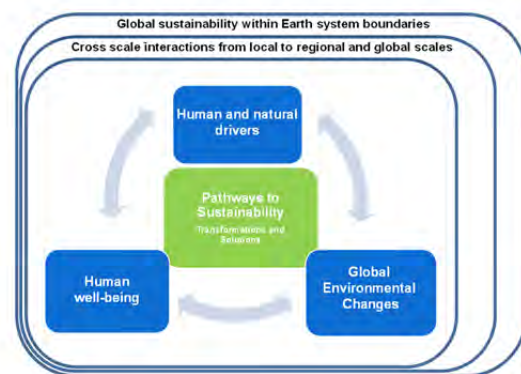 Global sustainability within Earth system boundaries
Cross scale interactions from local to regional and global scales
Human and natural
drivers
Pathways to
Sustainability
Transformations and
Solutions
Human
well-being
Global
Environmental
Changes